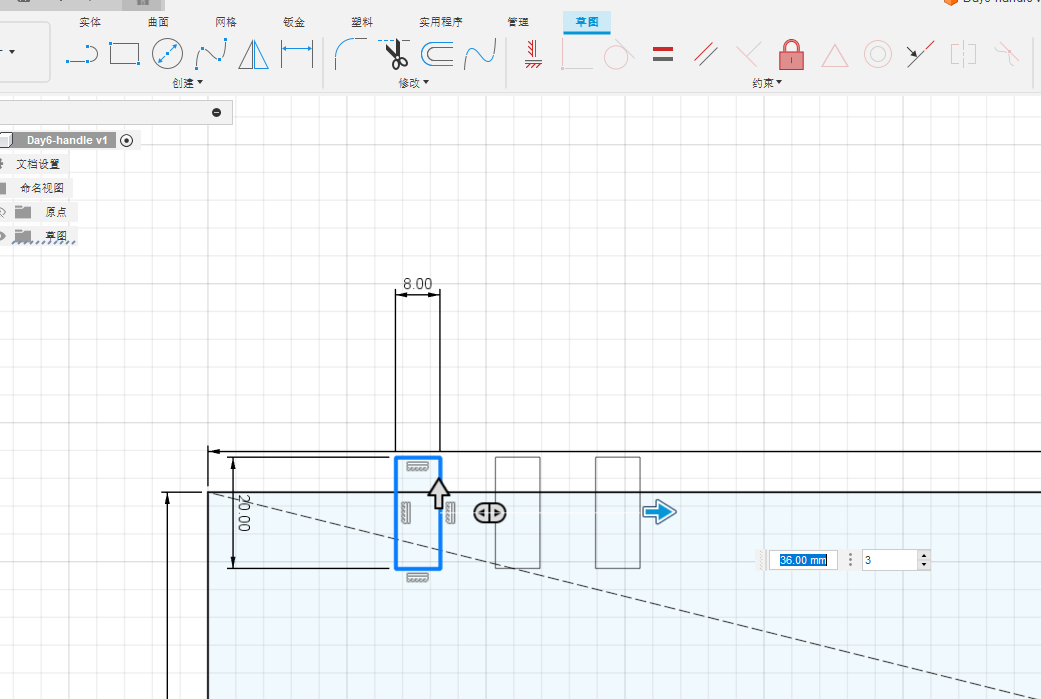 Day6-handle v
实体 曲面 网格 钣金 塑料 实用程序 管理 草图
创建 修改 约束
Day6-handle v1
文档设置
命名视图
原点
草图
8.00
20.00
36.00 mm 3